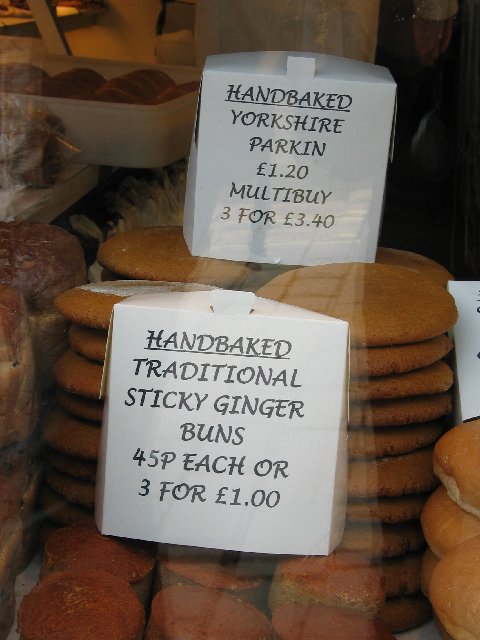 HANDBAKED
YORKSHIRE
PARKIN
£1.20
MULTIBUY
3 FOR £3.40
HANDBAKED
TRADITIONAL
STICKY GINGER
BUNS
45P EACH OR
3 FOR £1.00